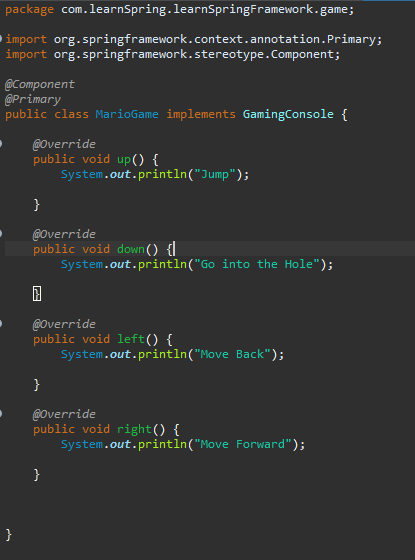 package com.learnSpring.learnSpringFramework.game;
import org.springframework.context.annotation.Primary;
import org.springframework.stereotype.Component;
@Component
@Primary
public class MarioGame implements GamingConsole {
@Override
public void up() {
System.out.println("Jump");
}
@Override
public void down() {
System.out.println("Go into the Hole");
}
@Override
public void left() {
System.out.println("Move Back");
}
@Override
public void right() {
System.out.println("Move Forward");
}
}